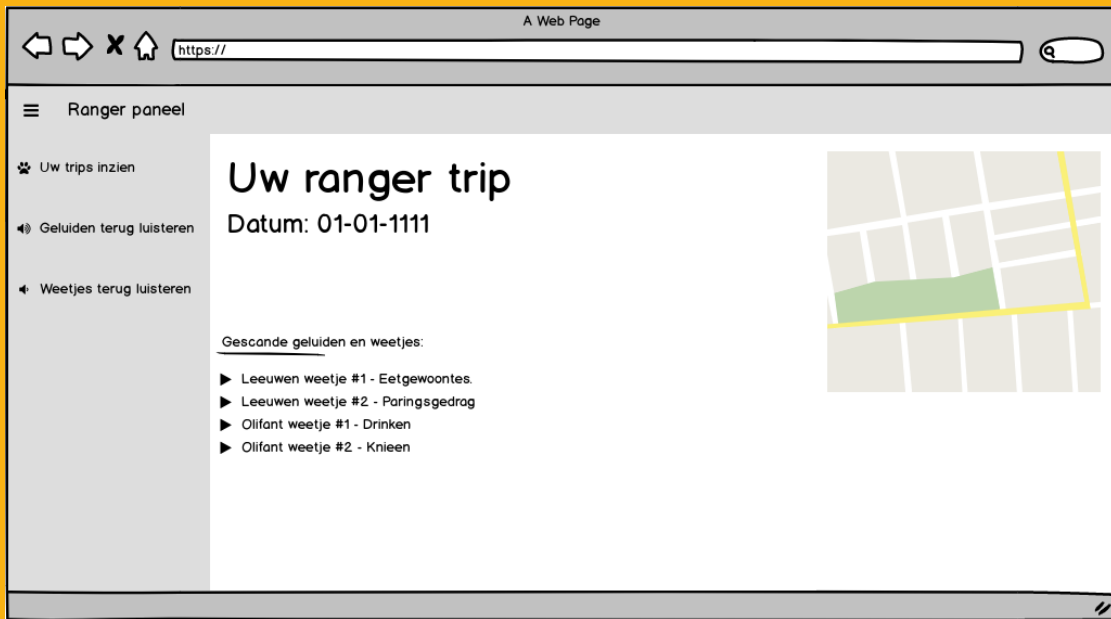 A Web Page
https://
Ranger paneel
Uw trips inzien
Geluiden terug luisteren
Weetjes terug luisteren
Uw ranger trip
Datum: 01-01-1111
Gescande geluiden en weetjes:
Leeuwen weetje #1 - Eetgewoontes.
Leeuwen weetje #2 - Paringsgedrag
Olifant weetje #1 - Drinken
Olifant weetje #2 - Knieen